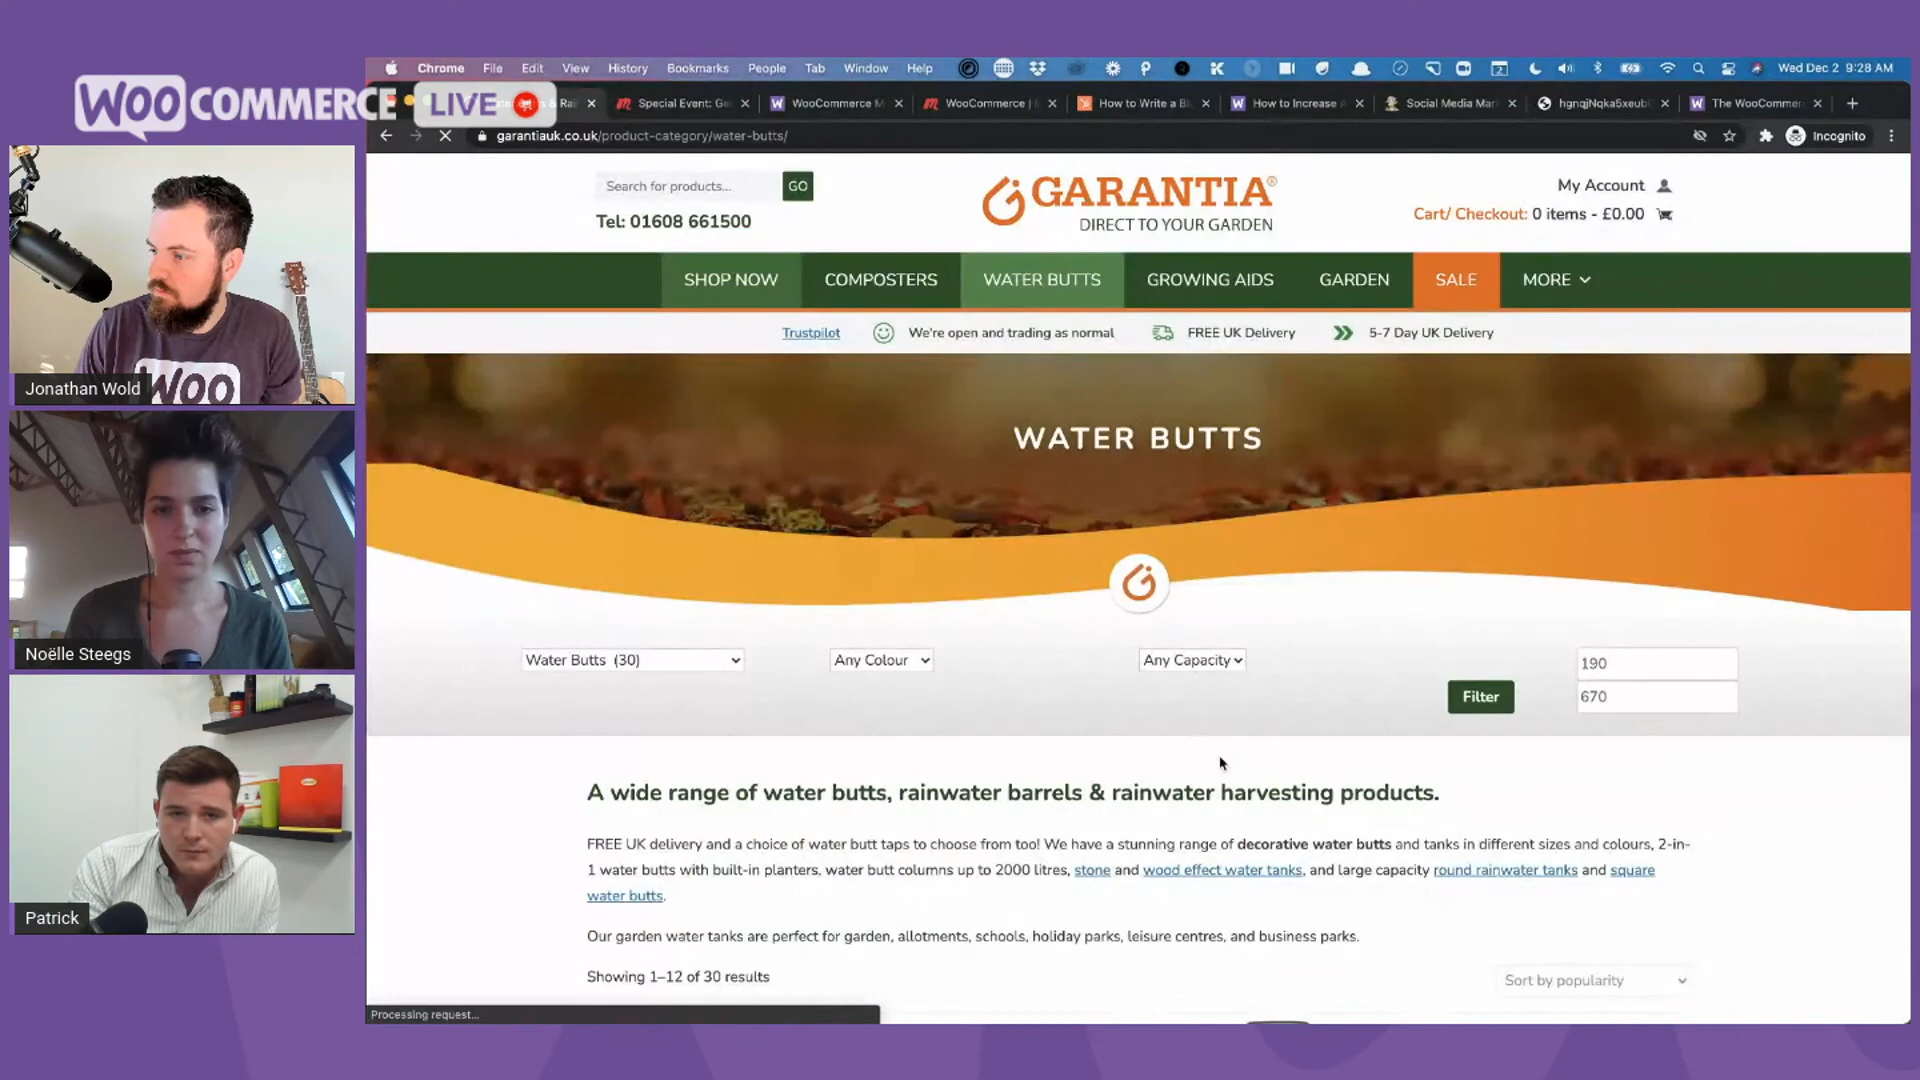 WOOCOMMERCE LIVE
Chrome File Edit View History Bookmarks People Tab Window Help Wed Dec 2 9:28 AM
Special Event: Ge WooCommerce M WooCommerce | How to Write a Bl How to Increase Social Media Mar The WooCommer
garantiauk.co.uk/product-category/water-butts/ Incognito
Search for products... GO
Tel: 01608 661500
GARANTIA®
DIRECT TO YOUR GARDEN
My Account
Cart/ Checkout: 0 items - £0.00
SHOP NOW COMPOSTERS WATER BUTTS GROWING AIDS GARDEN SALE MORE
Trustpilot We're open and trading as normal FREE UK Delivery 5-7 Day UK Delivery
WATER BUTTS
Water Butts (30) Any Colour Any Capacity 190
Filter 670
A wide range of water butts, rainwater barrels & rainwater harvesting products.
FREE UK delivery and a choice of water butt taps to choose from too! We have a stunning range of decorative water butts and tanks in different sizes and colours, 2-in-
1 water butts with built-in planters, water butt columns up to 2000 litres, stone and wood effect water tanks, and large capacity round rainwater tanks and square
water butts.
Our garden water tanks are perfect for garden, allotments, schools, holiday parks, leisure centres, and business parks.
Showing 1–12 of 30 results Sort by popularity
Processing request...
WOO
Jonathan Wold
Noëlle Steegs
Patrick